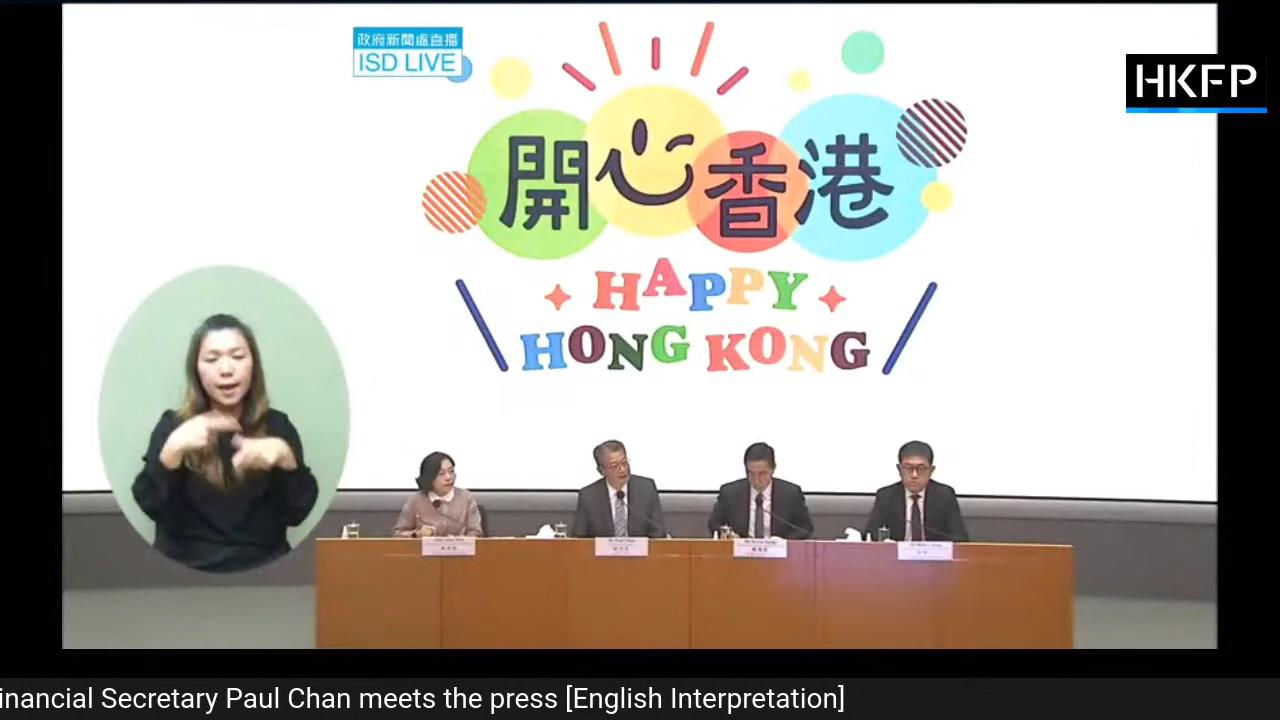 政府新聞處直播
ISD LIVE
HKFP
開心香港
HAPPY
HONG KONG
inancial Secretary Paul Chan meets the press [English Interpretation]